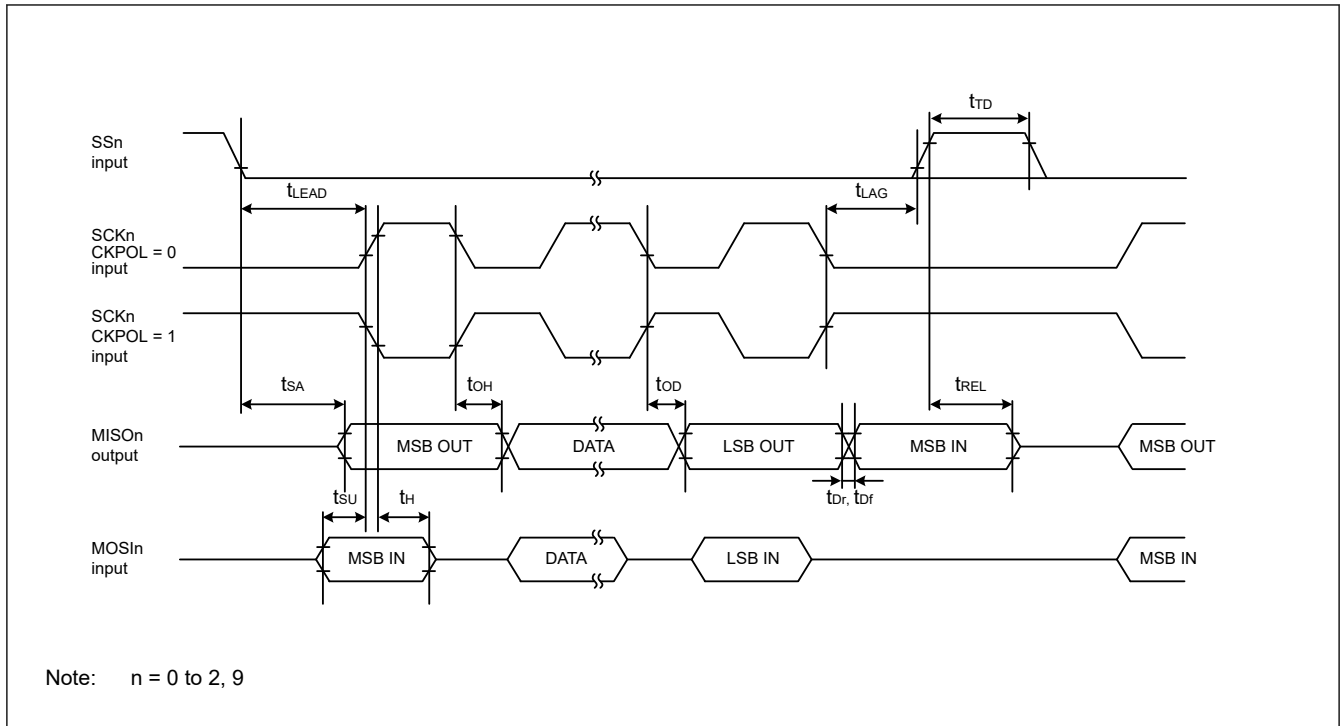 tTD
SSn
input
tLEAD
tLAG
SCKn
CKPOL = 0
input
SCKn
CKPOL = 1
input
tSA
tOH
tOD
tREL
MISOn
output
MSB OUT
DATA
LSB OUT
MSB IN
MSB OUT
tSU
tH
tDr, tDf
MOSIn
input
MSB IN
DATA
LSB IN
MSB IN
Note: n = 0 to 2, 9